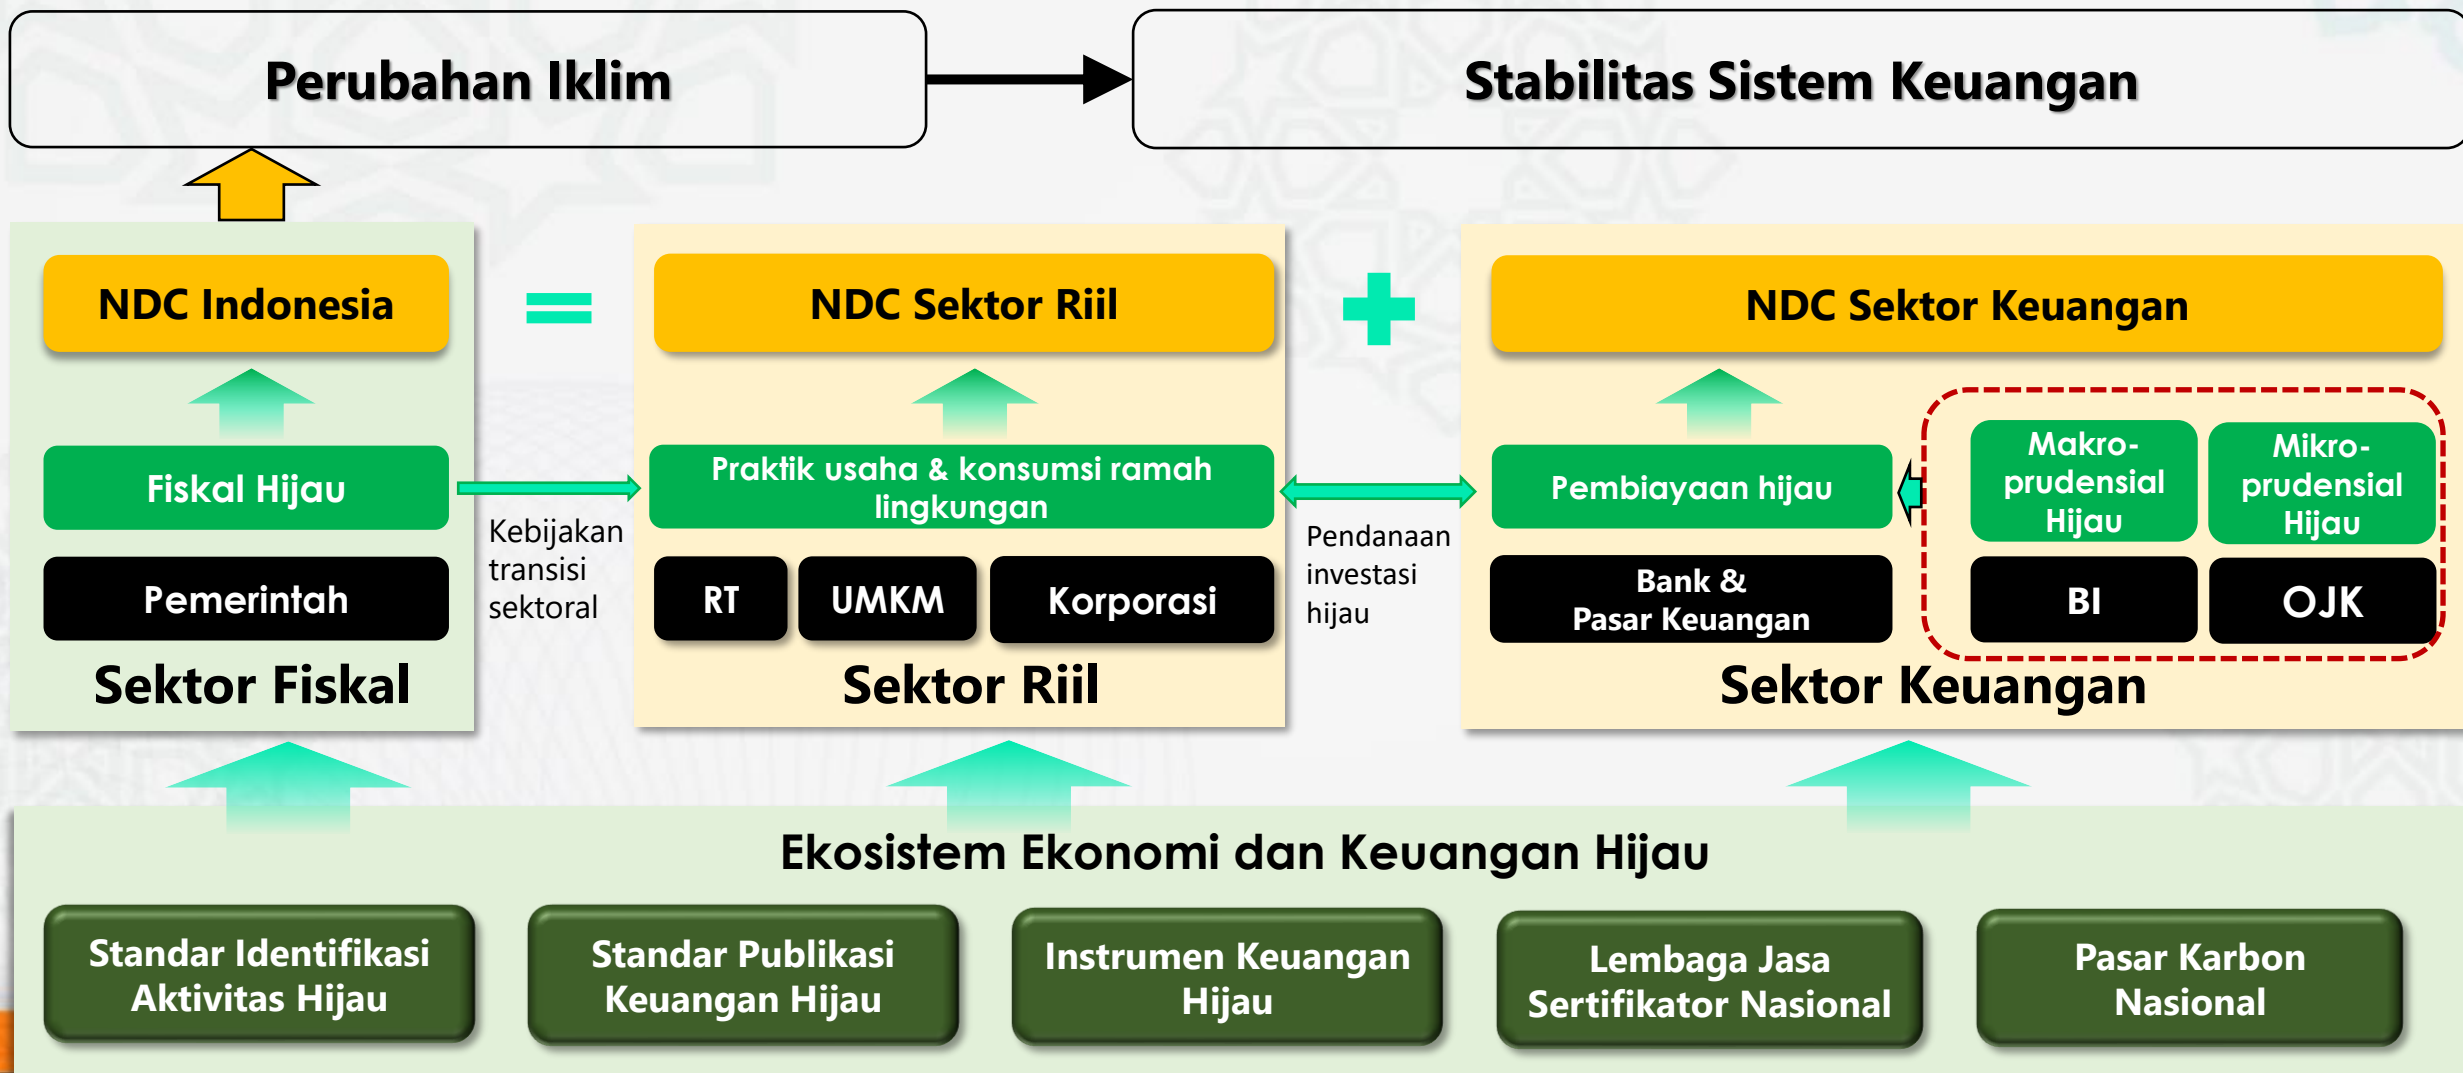 Perubahan Iklim
Stabilitas Sistem Keuangan
NDC Indonesia
=
NDC Sektor Riil
+
NDC Sektor Keuangan
Fiskal Hijau
Pemerintah
Sektor Fiskal
Kebijakan
transisi
sektoral
Praktik usaha & konsumsi ramah
lingkungan
RT
UMKM
Korporasi
Sektor Riil
Pendanaan
investasi
hijau
Pembiayaan hijau
Bank &
Pasar Keuangan
Makro-
prudensial
Hijau
Mikro-
prudensial
Hijau
BI
OJK
Sektor Keuangan
Ekosistem Ekonomi dan Keuangan Hijau
Standar Identifikasi
Aktivitas Hijau
Standar Publikasi
Keuangan Hijau
Instrumen Keuangan
Hijau
Lembaga Jasa
Sertifikator Nasional
Pasar Karbon
Nasional